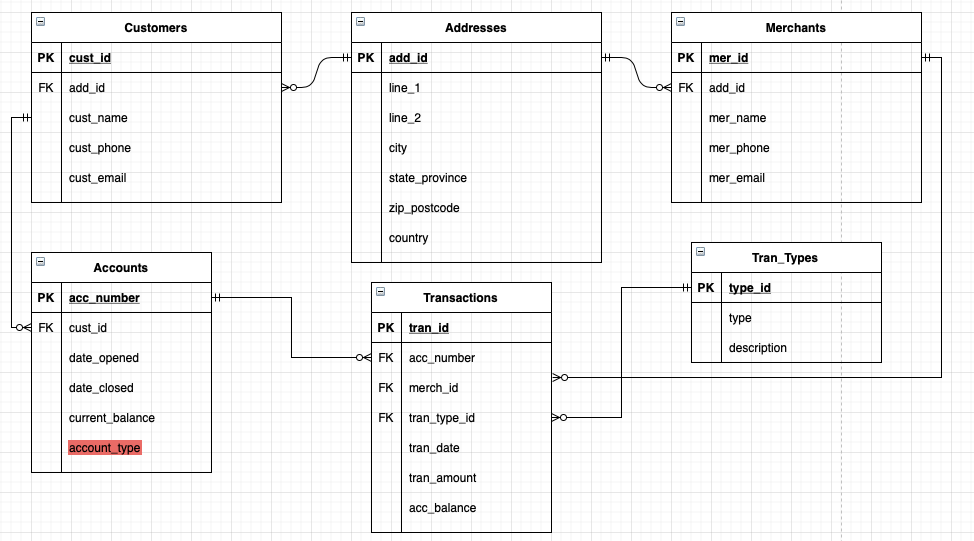 Customers
PK cust_id
FK add_id
cust_name
cust_phone
cust_email
Addresses
PK add_id
line_1
line_2
city
state_province
zip_postcode
country
Merchants
PK mer_id
FK add_id
mer_name
mer_phone
mer_email
Accounts
PK acc_number
FK cust_id
date_opened
date_closed
current_balance
account_type
Transactions
PK tran_id
FK acc_number
FK merch_id
FK tran_type_id
tran_date
tran_amount
acc_balance
Tran_Types
PK type_id
type
description